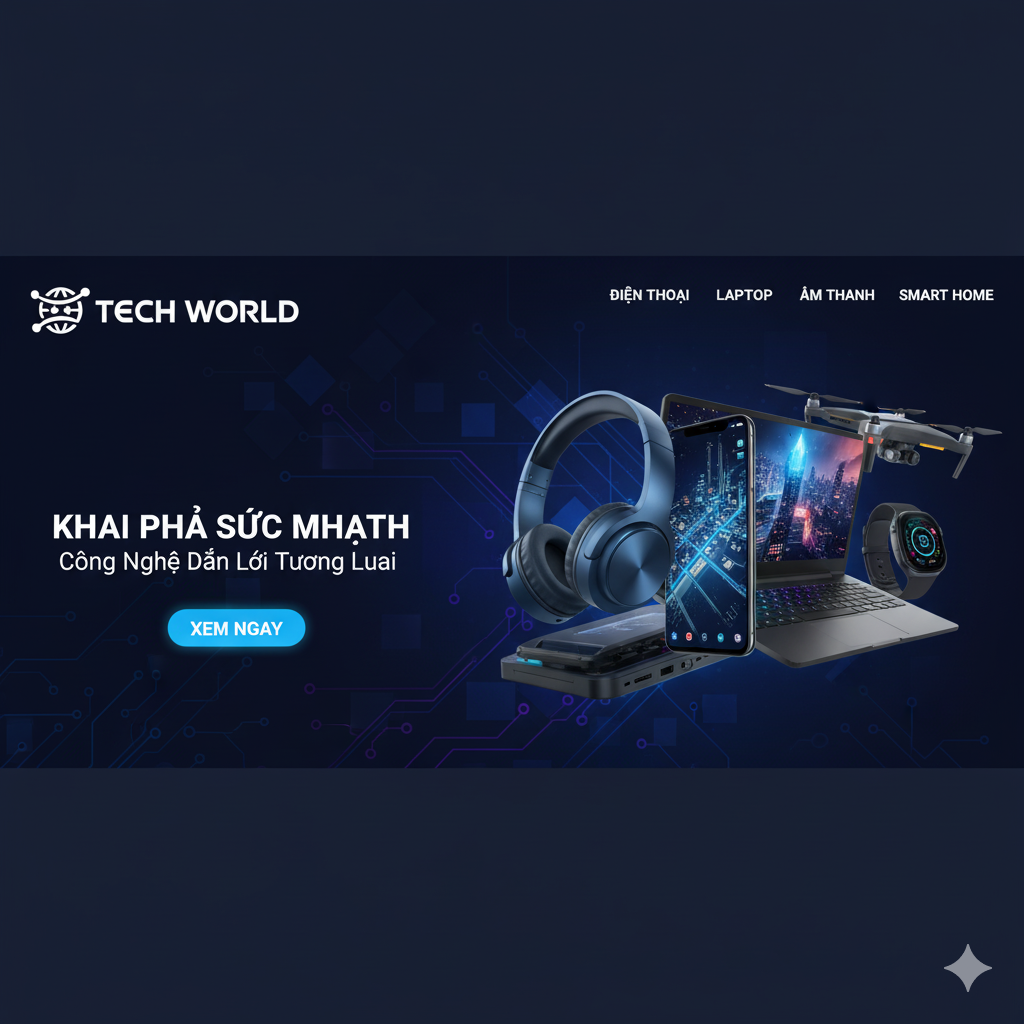 TECH WORLD
ĐIỆN THOẠI LAPTOP ÂM THANH SMART HOME
KHAI PHẢ SỨC MHẠTH
Công Nghệ Dẩn Lới Tương Luai
XEM NGAY